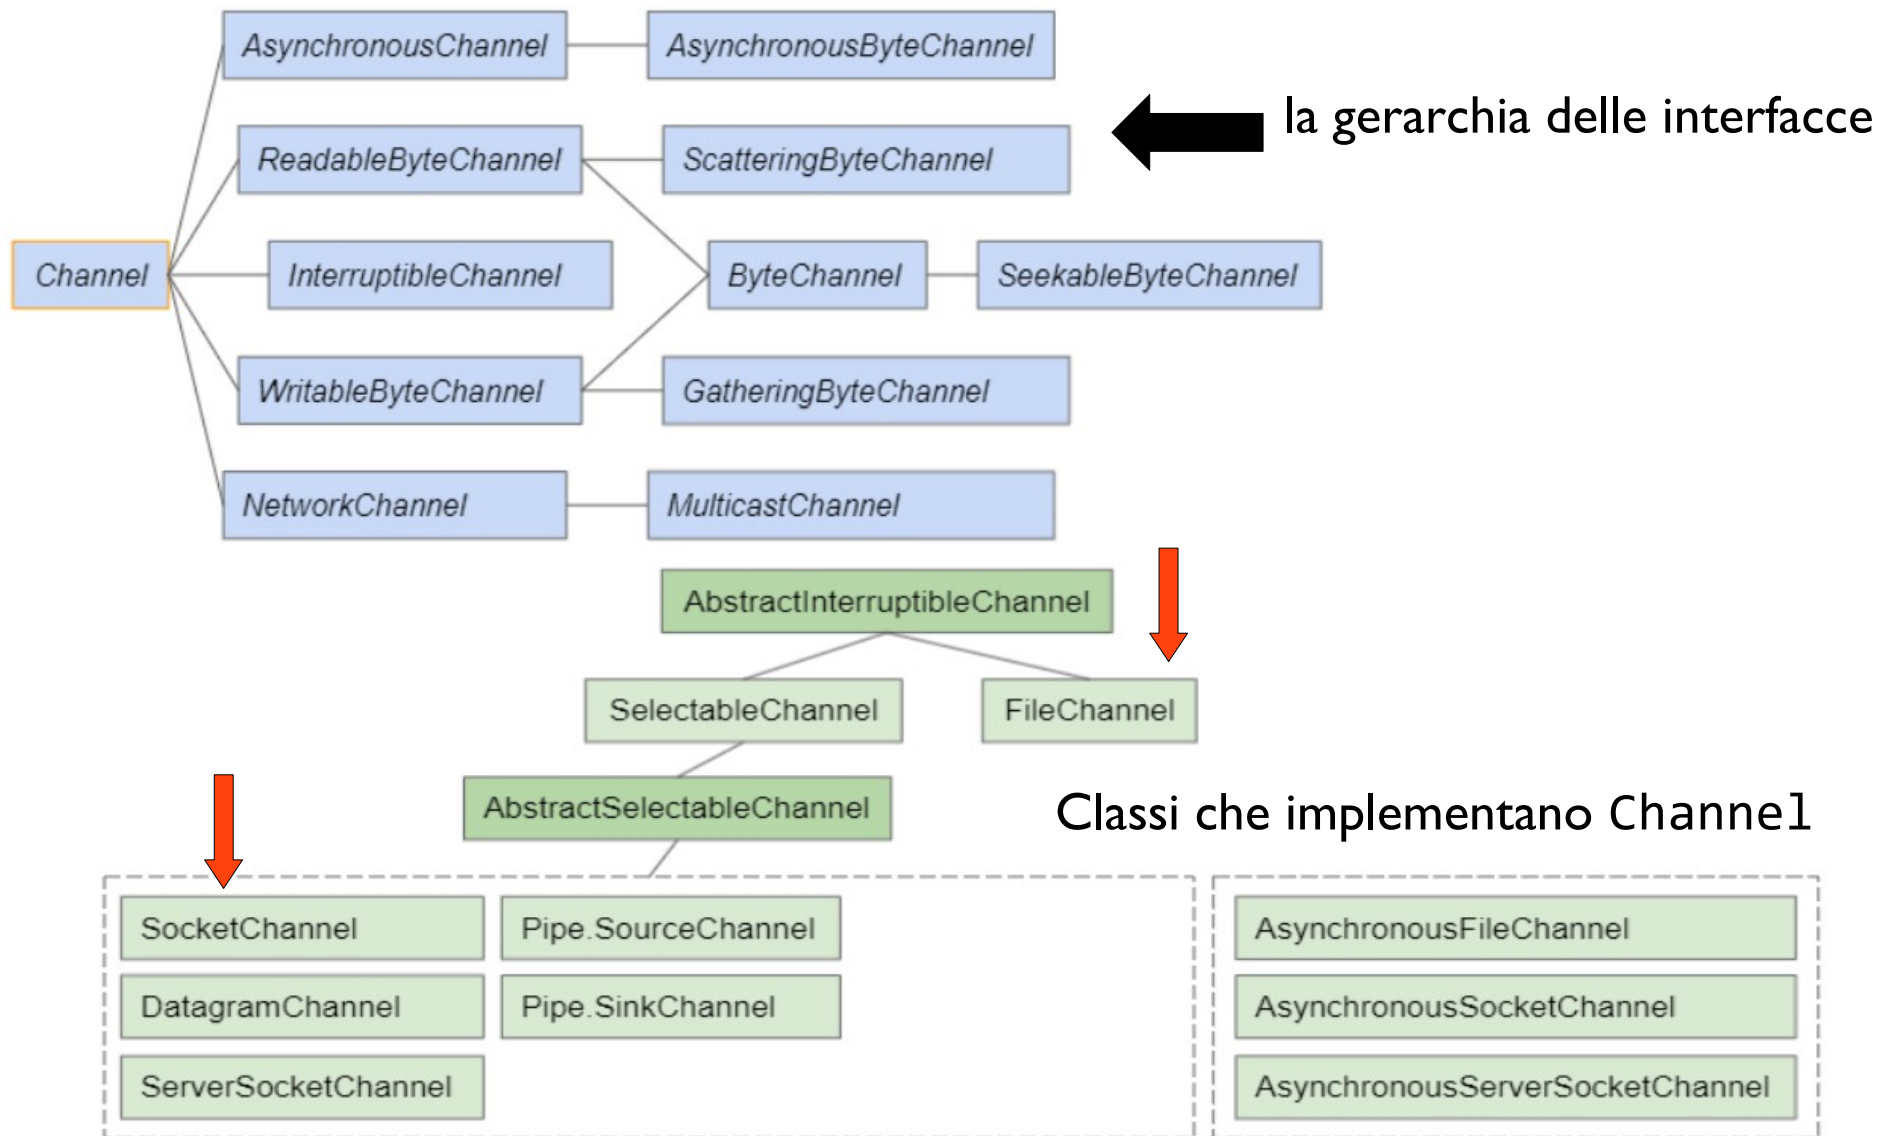 AsynchronousChannel
AsynchronousByteChannel
la gerarchia delle interfacce
ReadableByteChannel
ScatteringByteChannel
Channel
InterruptibleChannel
ByteChannel
SeekableByteChannel
WritableByteChannel
GatheringByteChannel
NetworkChannel
MulticastChannel
AbstractInterruptibleChannel
SelectableChannel
FileChannel
AbstractSelectableChannel
Classi che implementano Channel
SocketChannel
Pipe.SourceChannel
AsynchronousFileChannel
DatagramChannel
Pipe.SinkChannel
AsynchronousSocketChannel
ServerSocketChannel
AsynchronousServerSocketChannel